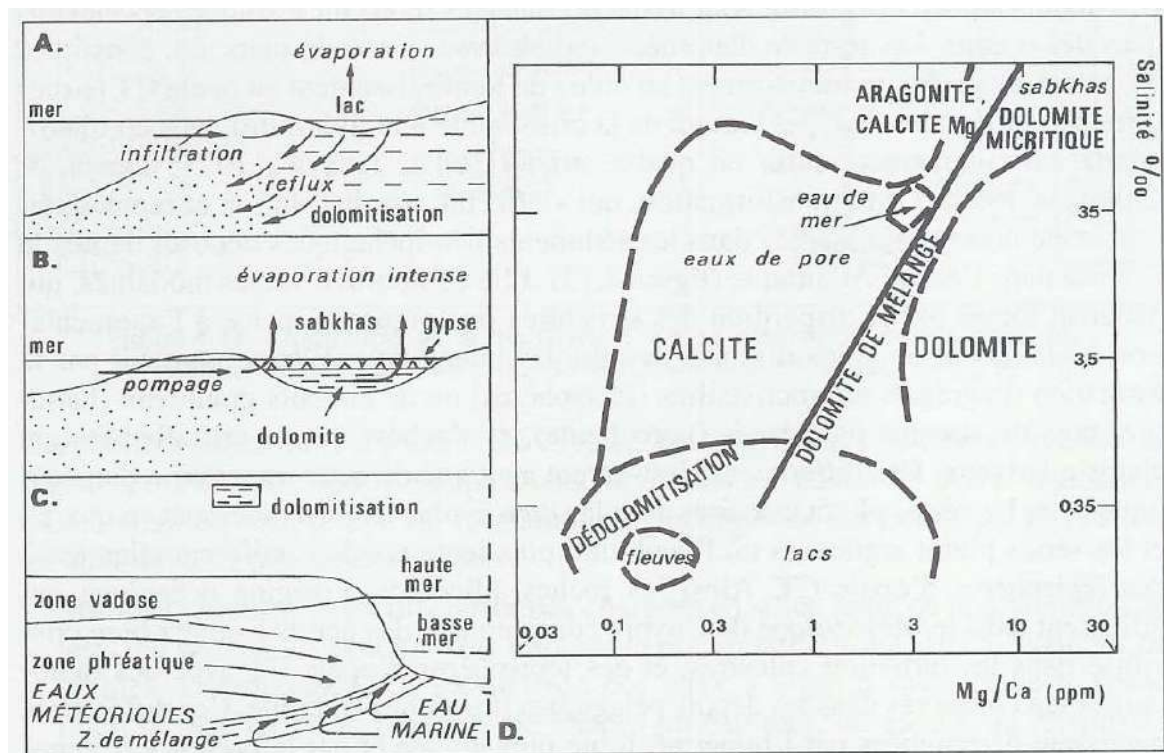 A.
évaporation
lac
mer
infiltration
reflux
dolomitisation
B.
évaporation intense
sabkhas
gypse
mer
pompage
dolomite
C.
dolomitisation
haute
mer
zone vadose
basse
mer
zone phréatique
EAUX
MÉTÉORIQUES
EAU
MARINE
Z de mélange
D.
ARAGONITE,
CALCITE Mg
sabkhas
DOLOMITE
MICRITIQUE
Salinité 0/00
eau de
mer
35
eaux de pore
CALCITE
DOLOMITE DE MÉLANGE
DOLOMITE
3,5
DÉDOLOMITISATION
0,35
fleuves
lacs
0,03 0,1 0,3 1 3 10 30
Mg/Ca (ppm)